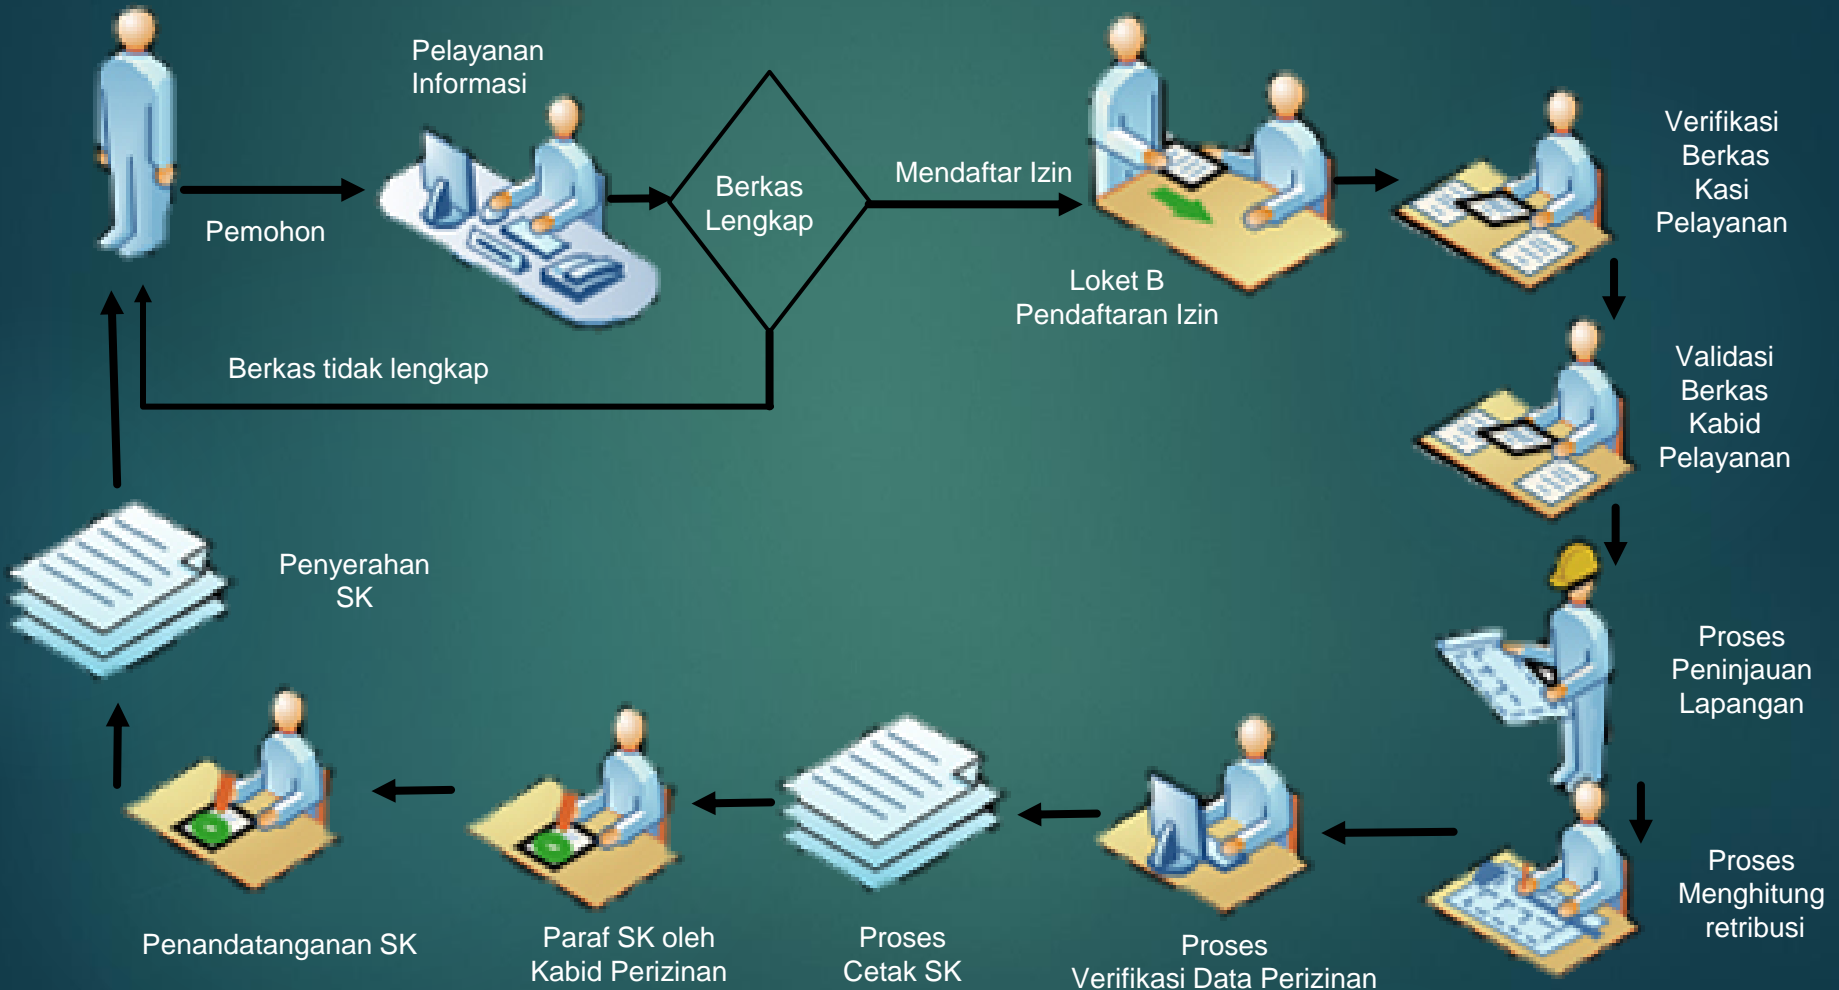 Pelayanan
Informasi
Pemohon
Berkas
Lengkap
Mendaftar Izin
Loket B
Pendaftaran Izin
Verifikasi
Berkas
Kasi
Pelayanan
Berkas tidak lengkap
Validasi
Berkas
Kabid
Pelayanan
Proses
Peninjauan
Lapangan
Proses
Menghitung
retribusi
Proses
Verifikasi Data Perizinan
Proses
Cetak SK
Paraf SK oleh
Kabid Perizinan
Penandatanganan SK
Penyerahan
SK